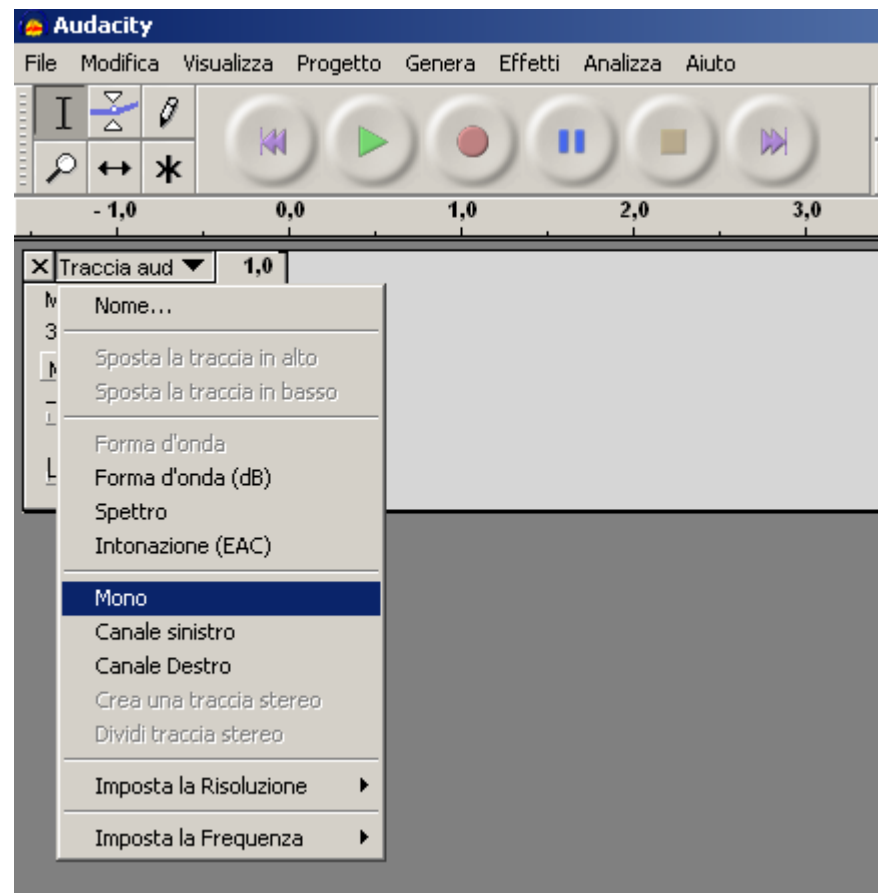 Audacity
File Modifica Visualizza Progetto Genera Effetti Analizza Aiuto
- 1,0 0,0 1,0 2,0 3,0
Traccia aud 1,0
Nome...
3
Sposta la traccia in alto
Sposta la traccia in basso
Forma d'onda
Forma d'onda (dB)
Spettro
Intonazione (EAC)
Mono
Canale sinistro
Canale Destro
Crea una traccia stereo
Dividi traccia stereo
Imposta la Risoluzione
Imposta la Frequenza